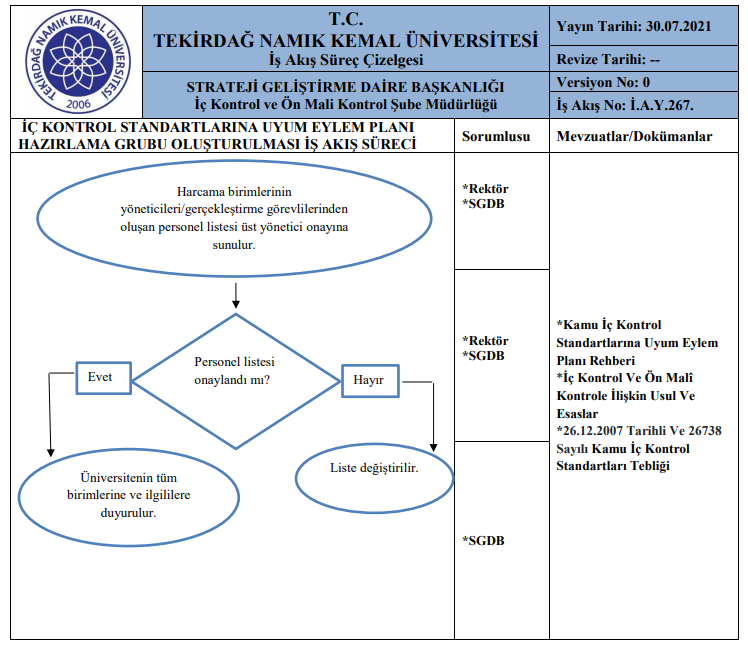 TEKİRDAĞ NAMIK KEMAL ÜNİVERSİTESİ
2006
T.C.
TEKİRDAĞ NAMIK KEMAL ÜNİVERSİTESİ
İş Akış Süreç Çizelgesi
STRATEJİ GELİŞTİRME DAİRE BAŞKANLIĞI
İç Kontrol ve Ön Mali Kontrol Şube Müdürlüğü
Yayın Tarihi: 30.07.2021
Revize Tarihi: --
Versiyon No: 0
İş Akış No: İ.A.Y.267.
İÇ KONTROL STANDARTLARINA UYUM EYLEM PLANI
HAZIRLAMA GRUBU OLUŞTURULMASI İŞ AKIŞ SÜRECİ
Sorumlusu
Mevzuatlar/Dokümanlar
Harcama birimlerinin
yöneticileri/gerçekleştirme görevlilerinden
oluşan personel listesi üst yönetici onayına
sunulur.
*Rektör
*SGDB
Personel listesi
onaylandı mı?
Evet
Hayır
*Rektör
*SGDB
Üniversitenin tüm
birimlerine ve ilgililere
duyurulur.
Liste değiştirilir.
*SGDB
*Kamu İç Kontrol
Standartlarına Uyum Eylem
Planı Rehberi
*İç Kontrol Ve Ön Malî
Kontrole İlişkin Usul Ve
Esaslar
*26.12.2007 Tarihli Ve 26738
Sayılı Kamu İç Kontrol
Standartları Tebliği